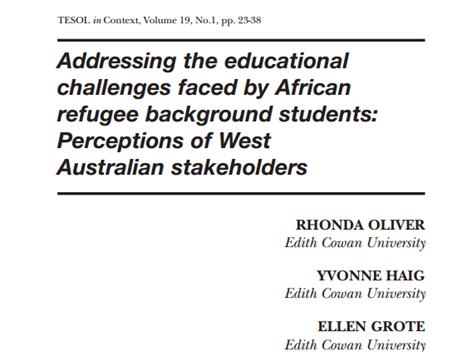 TESOL in Context, Volume 19, No.1, pp. 23-38
Addressing the educational
challenges faced by African
refugee background students:
Perceptions of West
Australian stakeholders
RHONDA OLIVER
Edith Cowan University
YVONNE HAIG
Edith Cowan University
ELLEN GROTE
Edith Cowan University